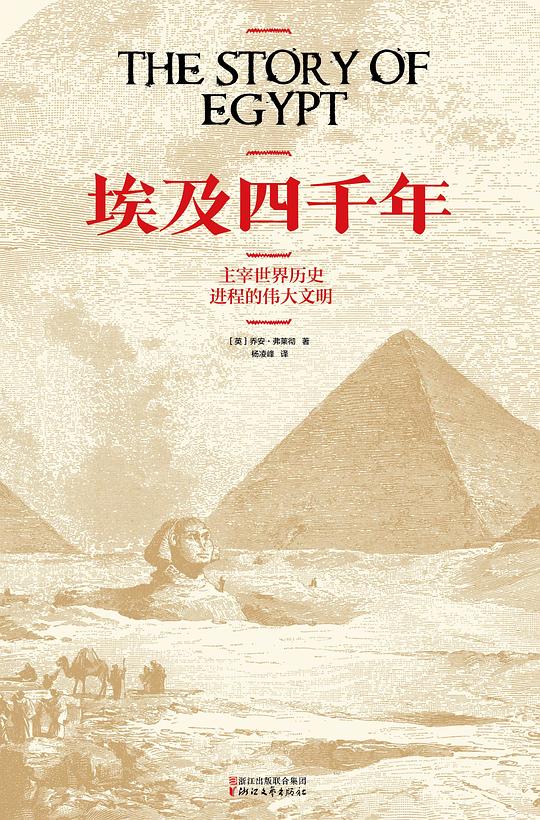 THE STORY OF
EGYPT
埃及四千年
主宰世界历史
进程的伟大文明
[英] 乔安·弗莱彻 著
杨凌峰 译
浙江出版联合集团
浙江文艺出版社